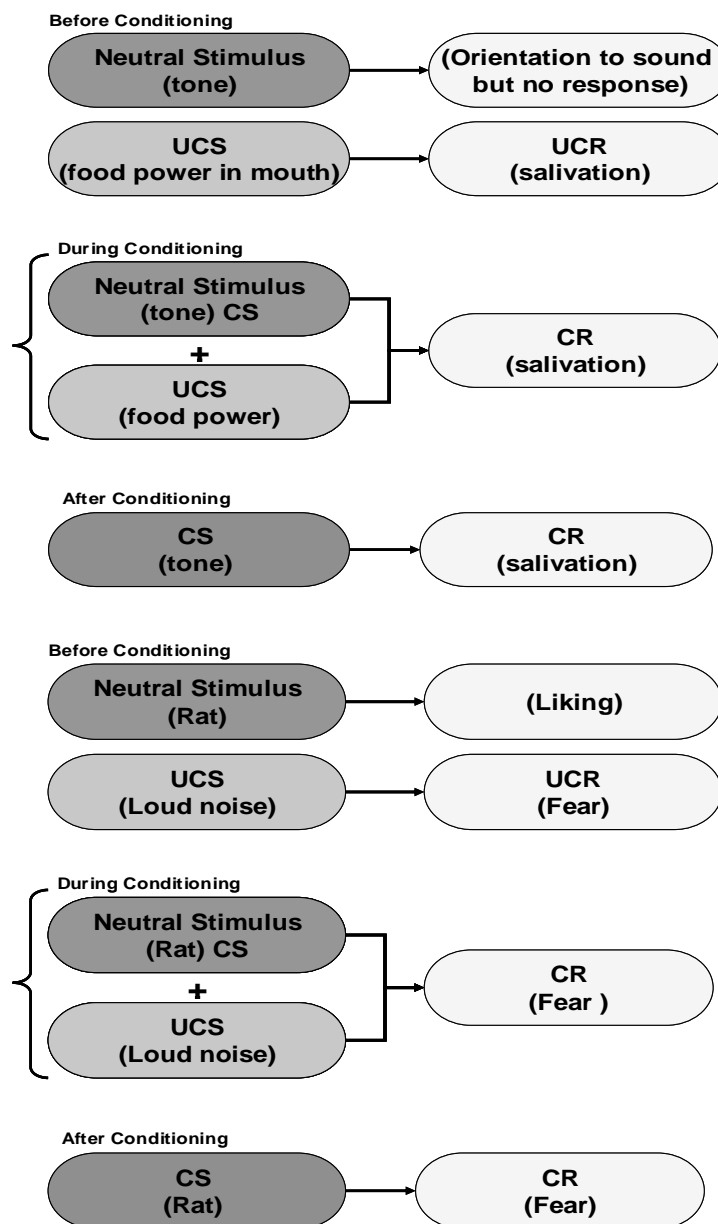 Before Conditioning
Neutral Stimulus
(tone)
(Orientation to sound
but no response)
UCS
(food power in mouth)
UCR
(salivation)
During Conditioning
Neutral Stimulus
(tone) CS
+
UCS
(food power)
CR
(salivation)
After Conditioning
CS
(tone)
CR
(salivation)
Before Conditioning
Neutral Stimulus
(Rat)
(Liking)
UCS
(Loud noise)
UCR
(Fear)
During Conditioning
Neutral Stimulus
(Rat) CS
+
UCS
(Loud noise)
CR
(Fear )
After Conditioning
CS
(Rat)
CR
(Fear)